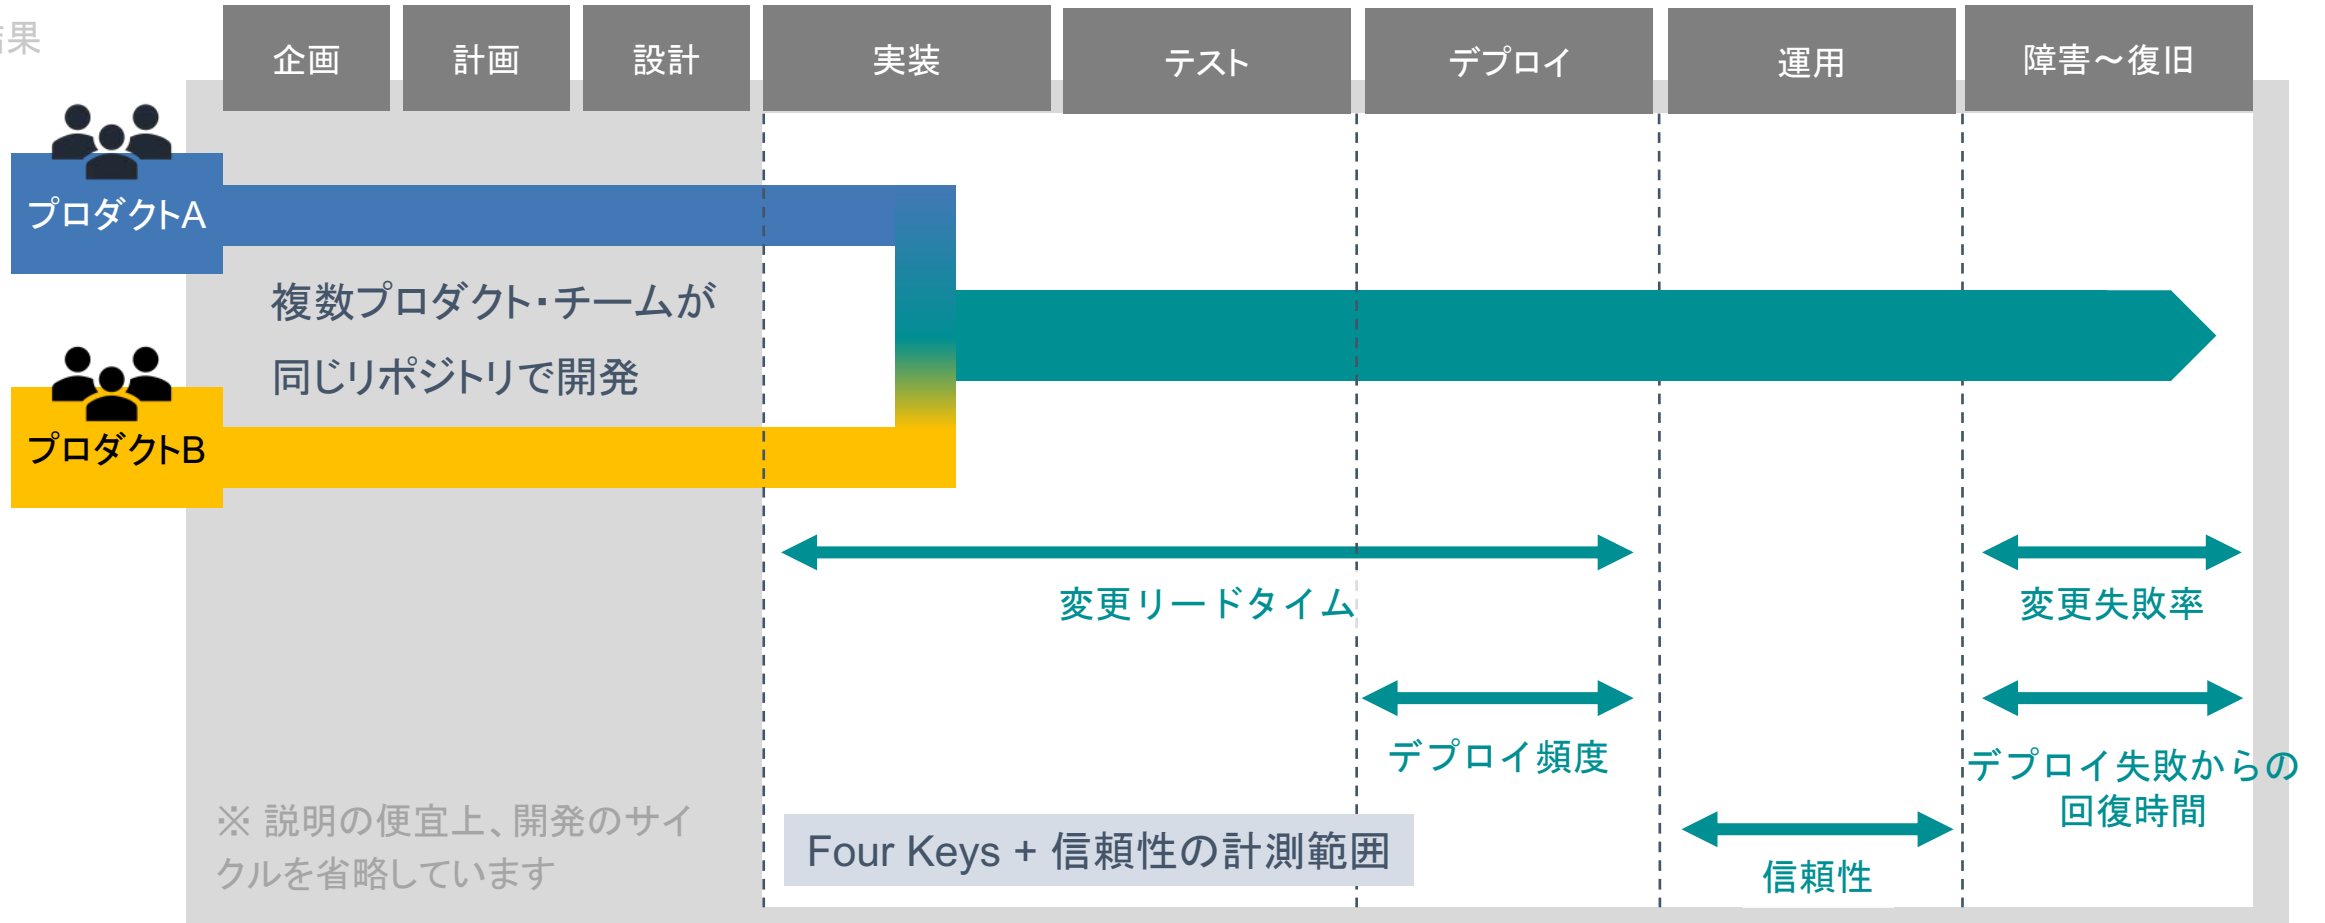 結果
企画
計画
設計
実装
テスト
デプロイ
運用
障害～復旧
プロダクトA
複数プロダクト・チームが
同じリポジトリで開発
プロダクトB
変更リードタイム
変更失敗率
デプロイ頻度
デプロイ失敗からの
回復時間
※ 説明の便宜上、開発のサイ
クルを省略しています
Four Keys + 信頼性の計測範囲
信頼性